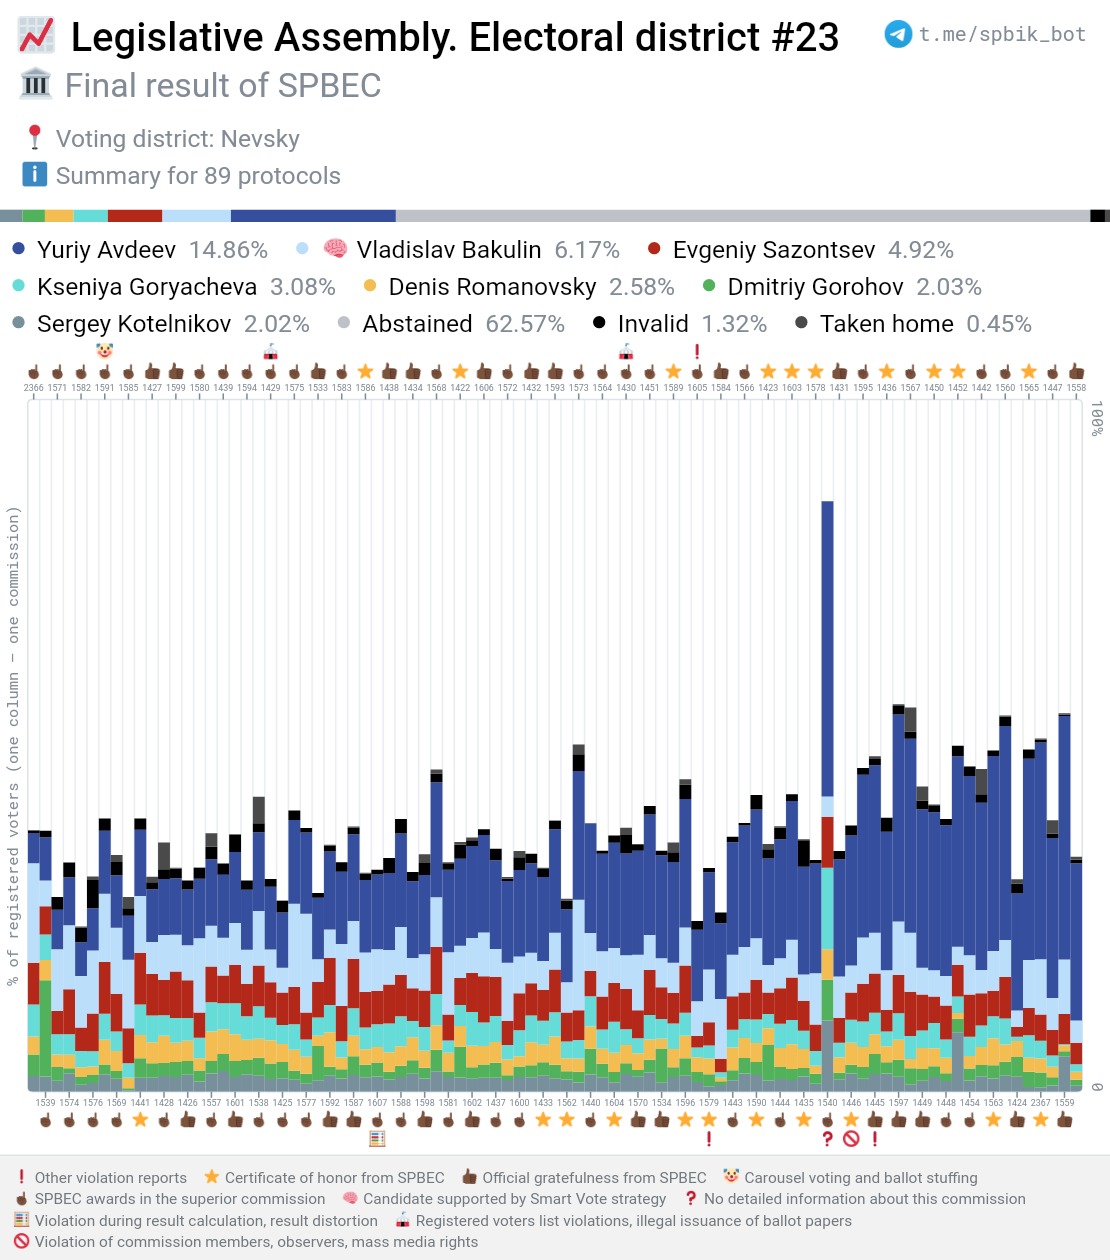 Legislative Assembly. Electoral district #23
t.me/spbik_bot
Final result of SPBEC
Voting district: Nevsky
Summary for 89 protocols
Yuriy Avdeev 14.86% Vladislav Bakulin 6.17% Evgeniy Sazontsev 4.92%
Kseniya Goryacheva 3.08% Denis Romanovsky 2.58% Dmitriy Gorohov 2.03%
Sergey Kotelnikov 2.02% Abstained 62.57% Invalid 1.32% Taken home 0.45%
2366 1571 1582 1591 1585 1427 1599 1580 1439 1594 1429 1575 1533 1583 1586 1438 1434 1568 1422 1606 1572 1432 1593 1573 1564 1430 1451 1589 1605 1584 1566 1423 1603 1578 1431 1595 1436 1567 1450 1452 1442 1560 1565 1447 1558
100%
% of registered voters (one column – one commission)
0
1539 1574 1576 1569 1441 1428 1426 1557 1601 1538 1425 1577 1592 1587 1607 1588 1598 1581 1602 1437 1600 1433 1562 1440 1604 1570 1534 1596 1579 1443 1590 1444 1435 1540 1446 1445 1597 1449 1448 1454 1563 1424 2367 1559
Other violation reports Certificate of honor from SPBEC Official gratefulness from SPBEC Carousel voting and ballot stuffing
SPBEC awards in the superior commission Candidate supported by Smart Vote strategy No detailed information about this commission
Violation during result calculation, result distortion Registered voters list violations, illegal issuance of ballot papers
Violation of commission members, observers, mass media rights